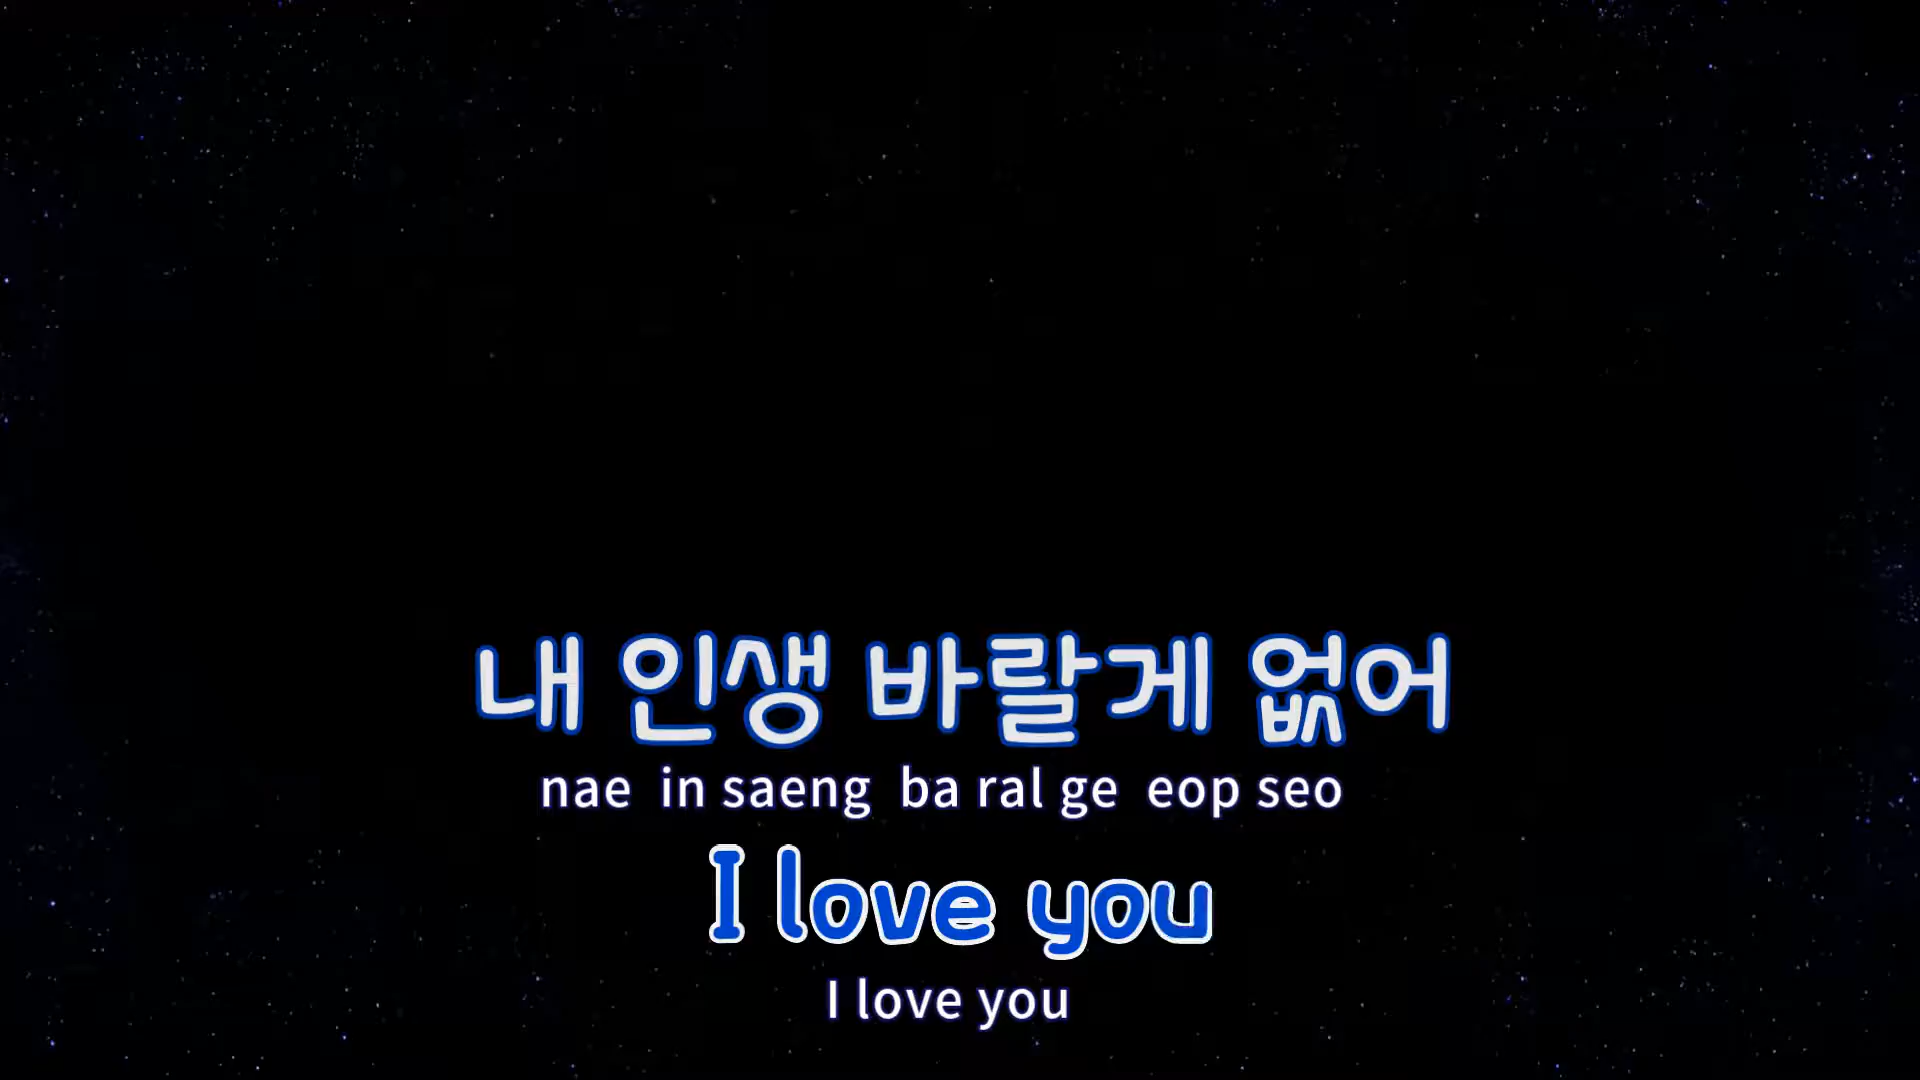 내 인생 바랄게 없어
nae in saeng ba ral ge eop seo
I love you
I love you